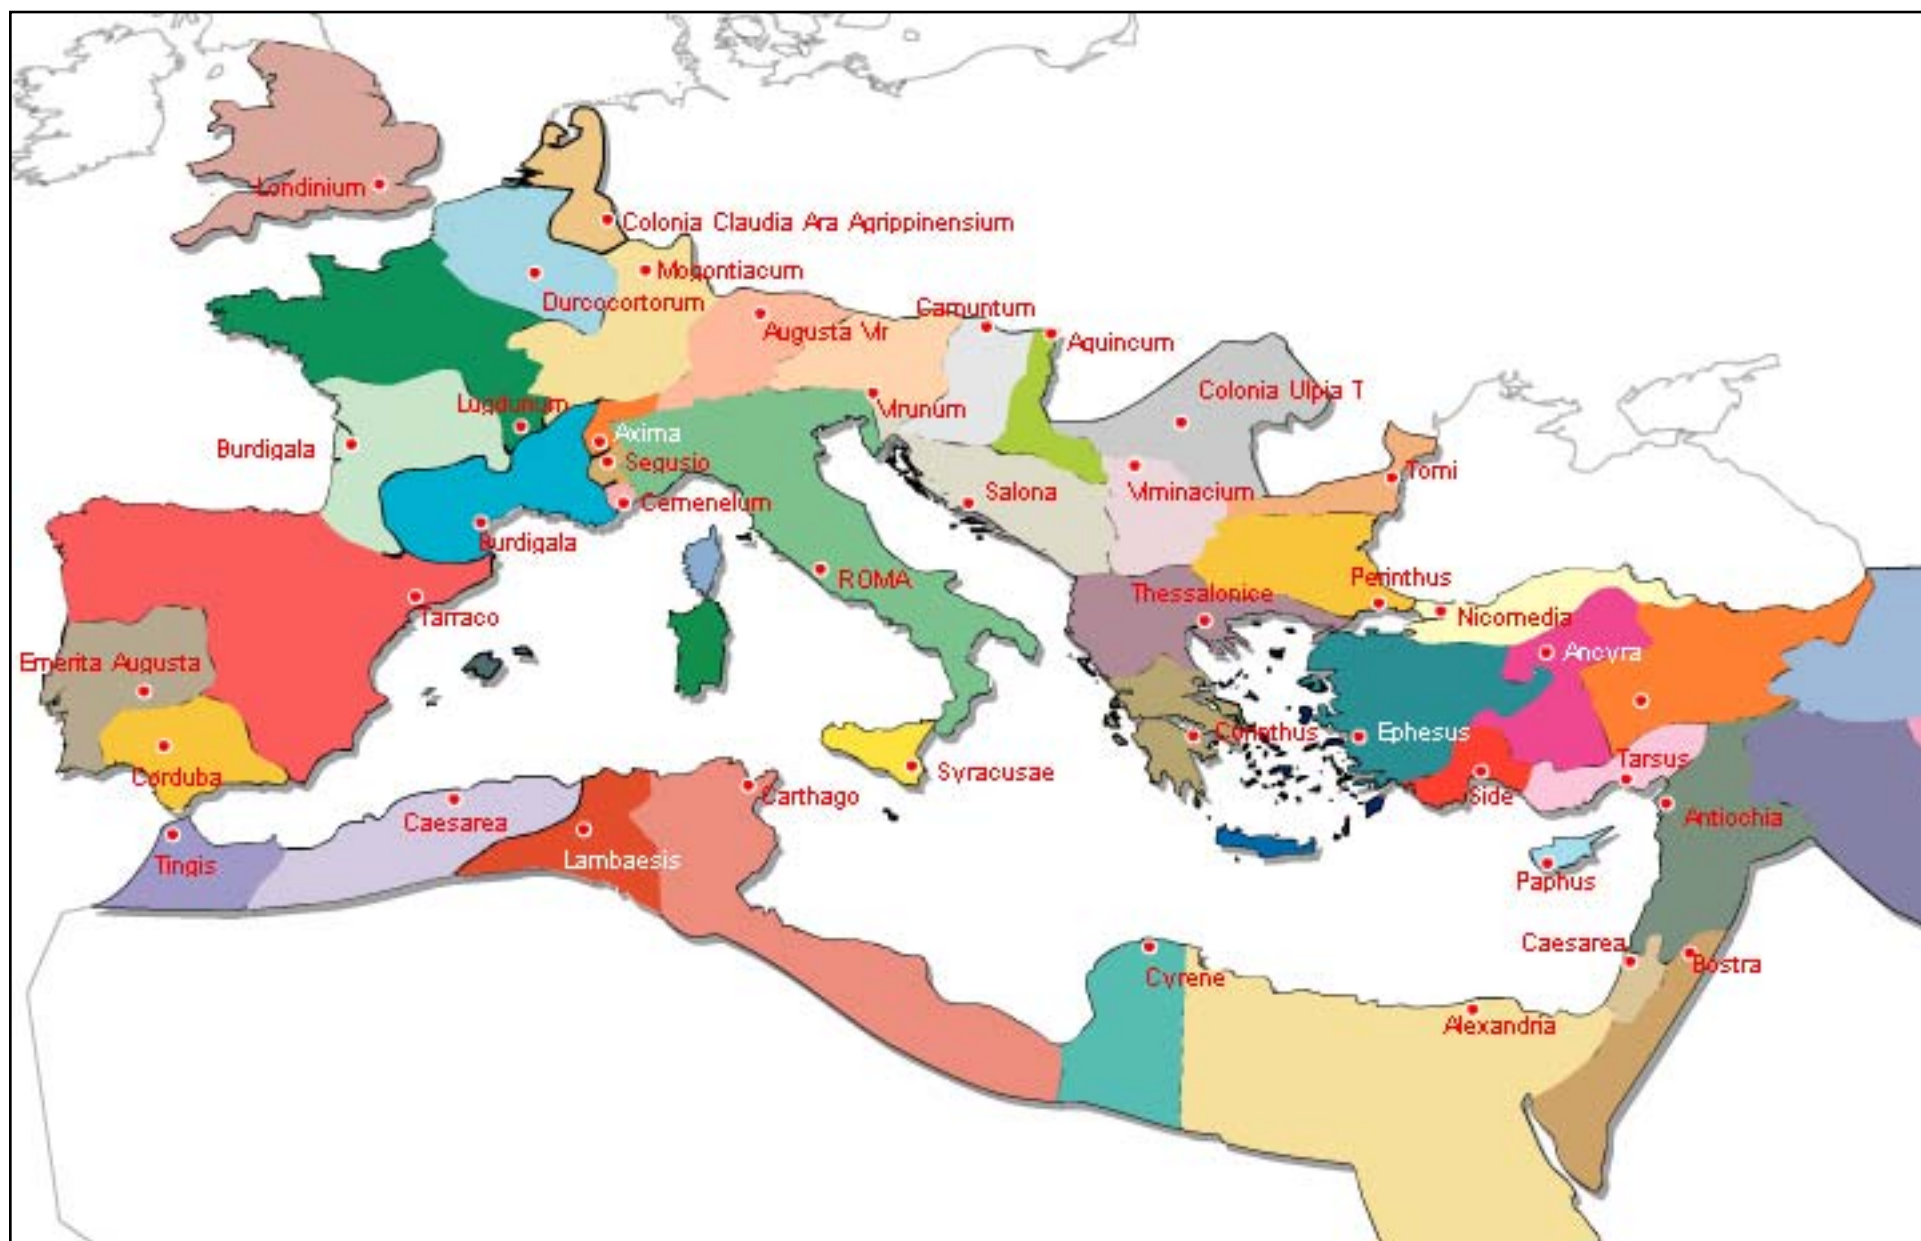 Londinium
Colonia Claudia Ara Agrippinensium
Mogontiacum
Durcocortorum
Camuntum
Augusta Vir
Aquincum
Colonia Ulpia T
Lugdunum
Virunum
Burdigala
Axima
Segusio
Salona
Viminacium
Tomi
Cemenelum
Burdigala
ROMA
Perinthus
Thessalonice
Tarraco
Nicomedia
Emerita Augusta
Ancyra
Corinthus
Ephesus
Corduba
Syracusae
Tarsus
Carthago
Side
Caesarea
Antiochia
Tingis
Lambaesis
Paphus
Caesarea
Bostra
Cyrene
Alexandria